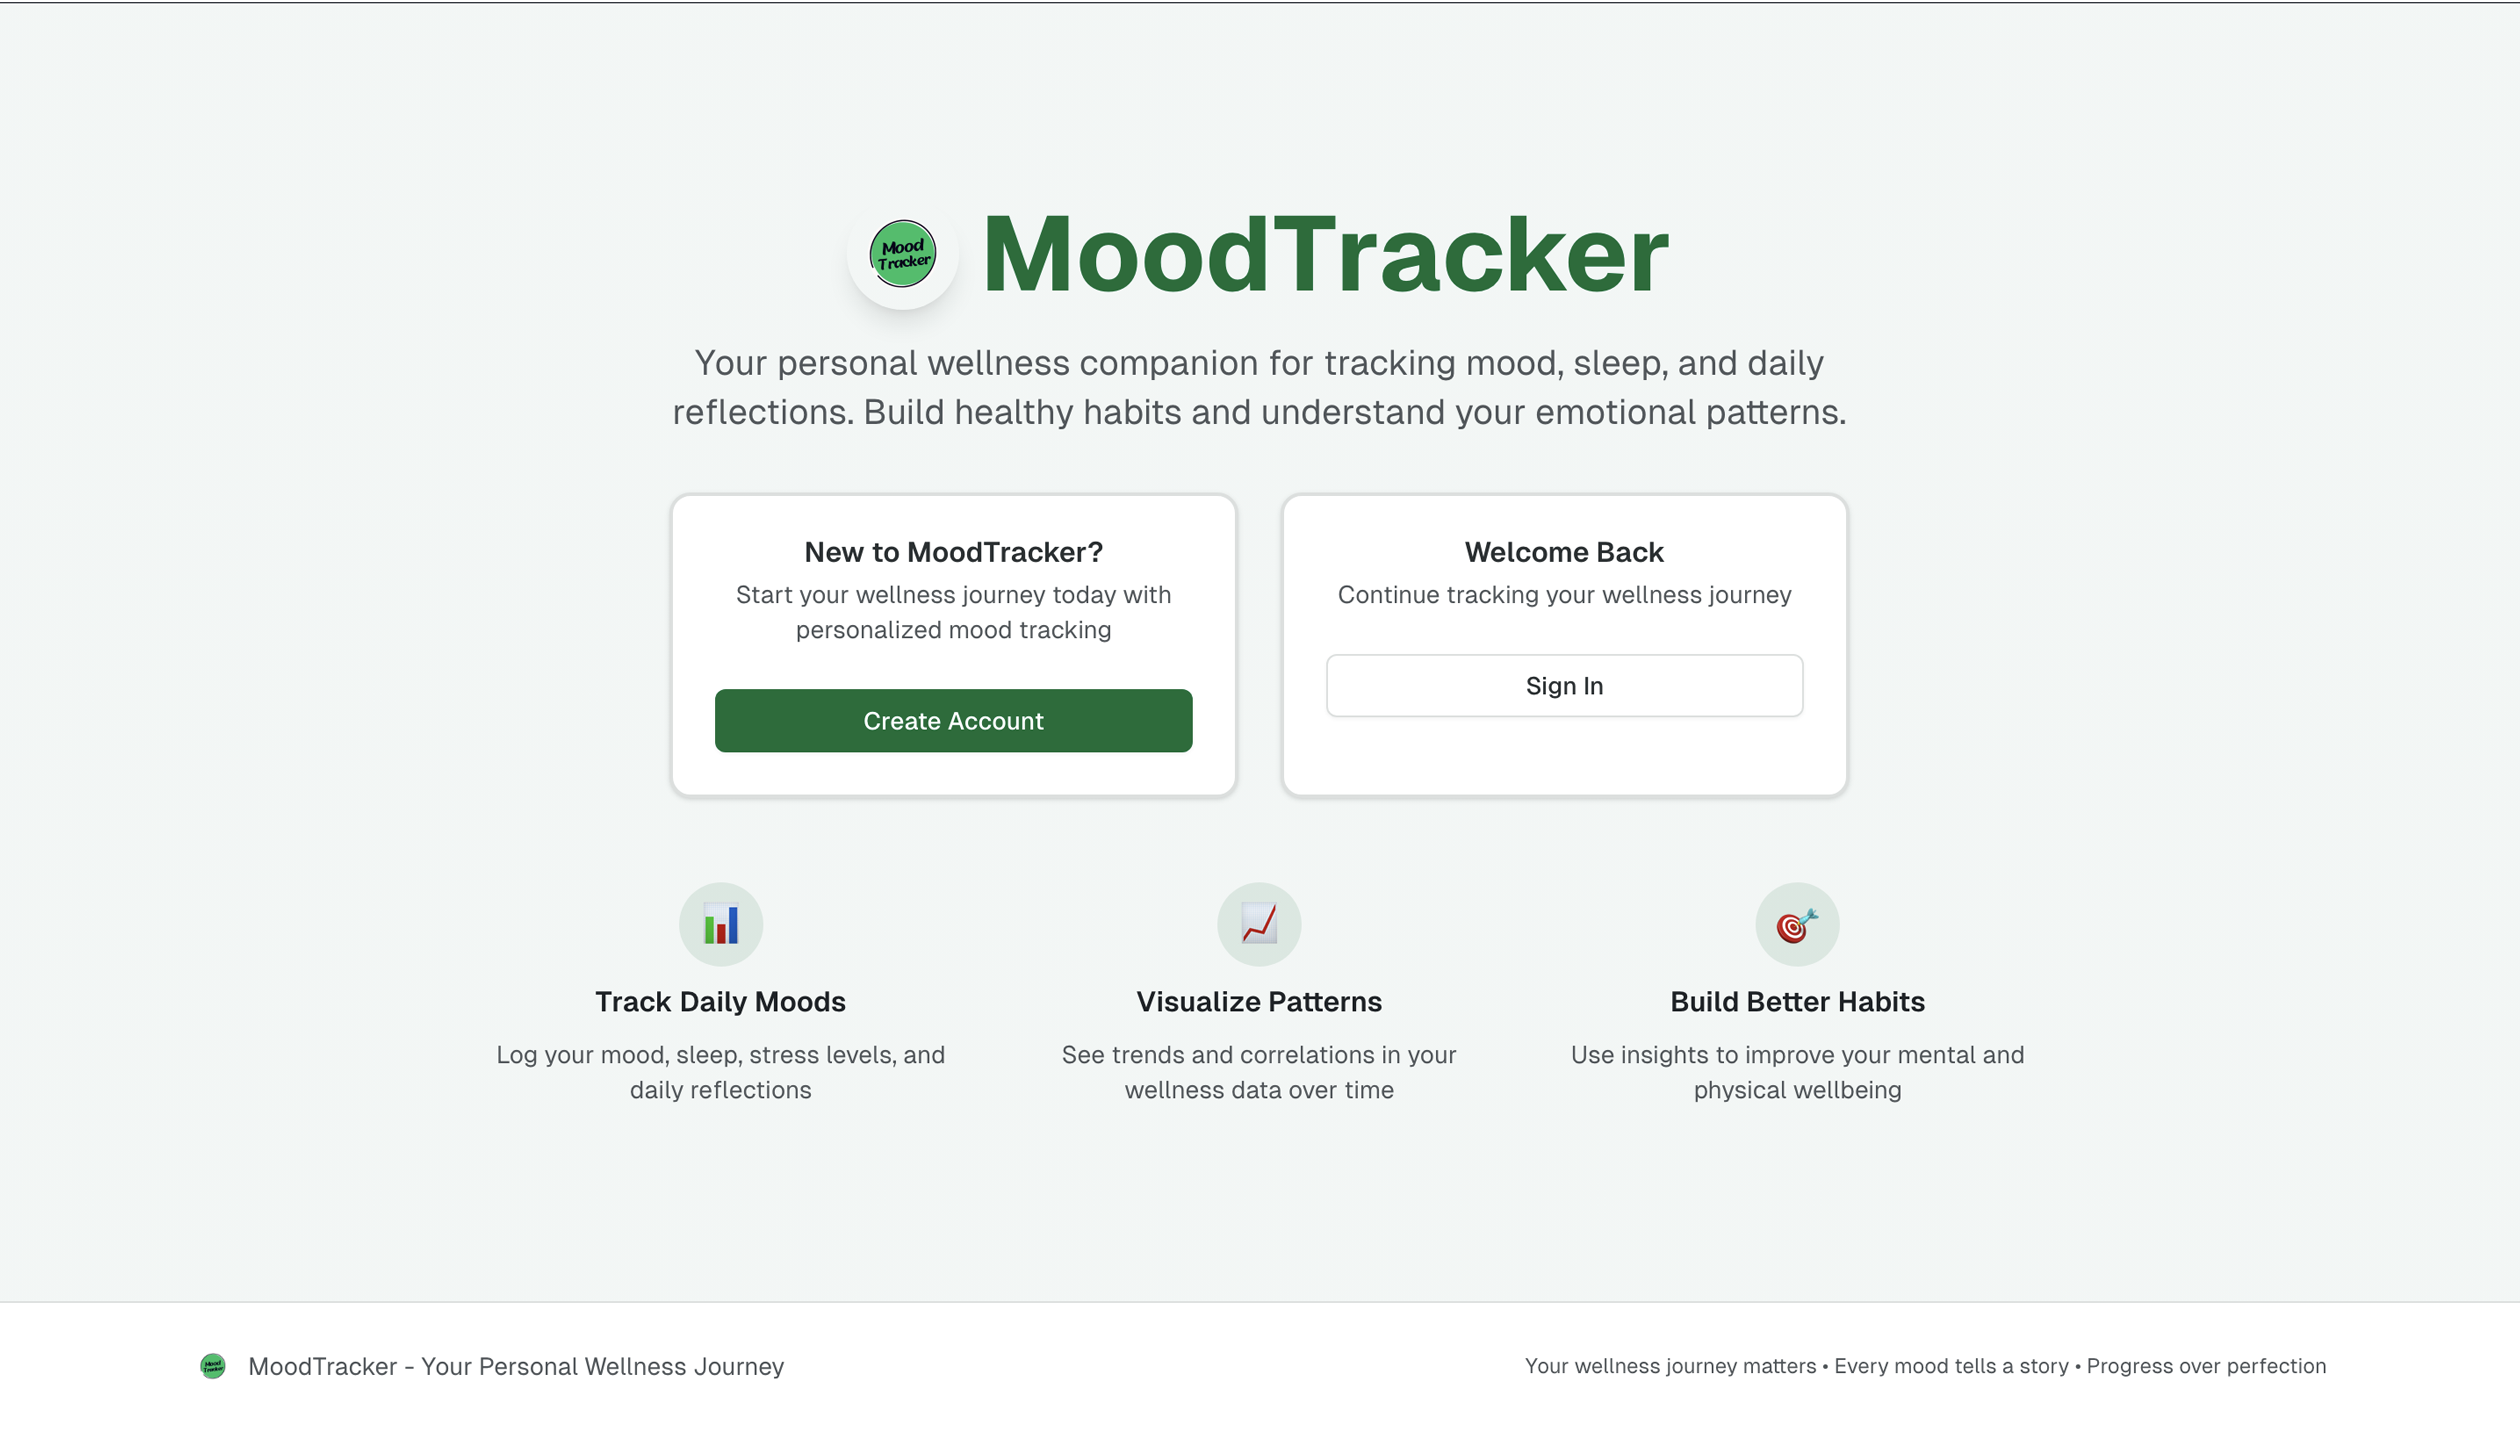 Mood
Tracker
MoodTracker
Your personal wellness companion for tracking mood, sleep, and daily
reflections. Build healthy habits and understand your emotional patterns.
New to MoodTracker?
Start your wellness journey today with
personalized mood tracking
Create Account
Welcome Back
Continue tracking your wellness journey
Sign In
Track Daily Moods
Log your mood, sleep, stress levels, and
daily reflections
Visualize Patterns
See trends and correlations in your
wellness data over time
Build Better Habits
Use insights to improve your mental and
physical wellbeing
Mood
Tracker
MoodTracker - Your Personal Wellness Journey
Your wellness journey matters • Every mood tells a story • Progress over perfection